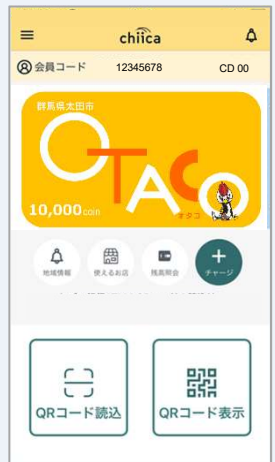 chiica
会員コード 12345678 CD 00
群馬県太田市
OTACO
オタコ
10,000coin
地域情報 使えるお店 残高照会 チャージ
QRコード読込 QRコード表示